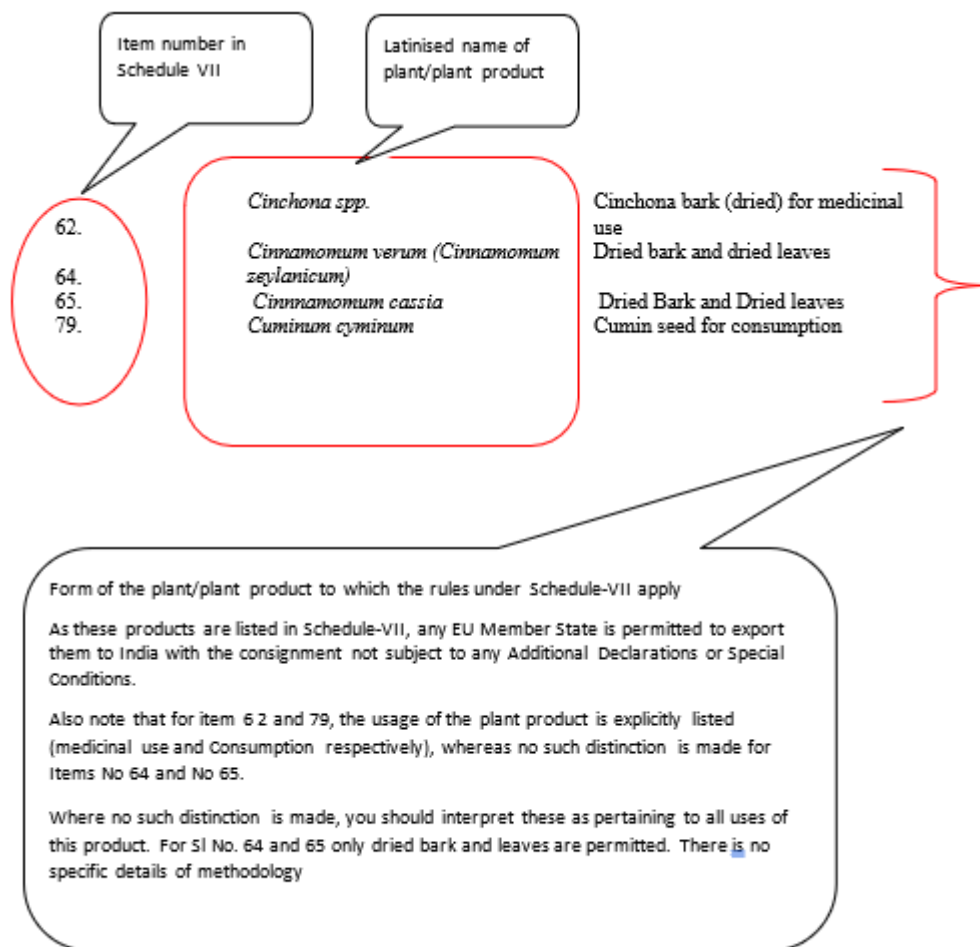 Item number in
Schedule VII
Latinised name of
plant/plant product
62.
Cinchona spp.
Cinchona bark (dried) for medicinal
use
64.
Cinnamomum verum (Cinnamomum
zeylanicum)
Dried bark and dried leaves
65.
Cinnnamomum cassia
Dried Bark and Dried leaves
79.
Cuminum cyminum
Cumin seed for consumption
Form of the plant/plant product to which the rules under Schedule-VII apply
As these products are listed in Schedule-VII, any EU Member State is permitted to export
them to India with the consignment not subject to any Additional Declarations or Special
Conditions.
Also note that for item 6 2 and 79, the usage of the plant product is explicitly listed
(medicinal use and Consumption respectively), whereas no such distinction is made for
Items No 64 and No 65.
Where no such distinction is made, you should interpret these as pertaining to all uses of
this product. For Sl No. 64 and 65 only dried bark and leaves are permitted. There is no
specific details of methodology